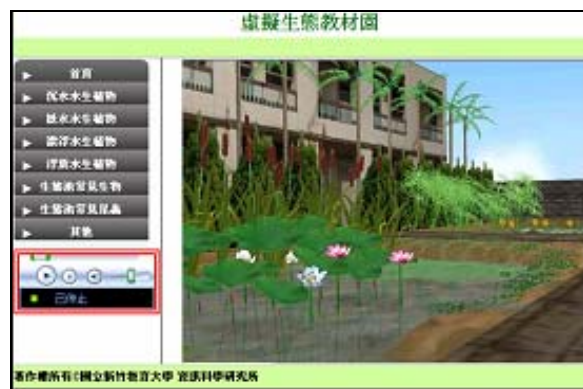 虛擬生態教材園
首頁
沉水水生植物
挺水水生植物
漂浮水生植物
浮葉水生植物
生態池常見生物
生態池常見昆蟲
其他
已停止
著作權所有©國立新竹教育大學 資訊科學研究所